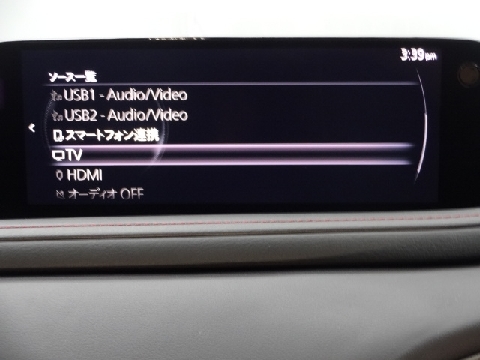 3:39pm
ソース一覧
USB1 - Audio/Video
USB2 - Audio/Video
スマートフォン連携
TV
HDMI
オーディオ OFF